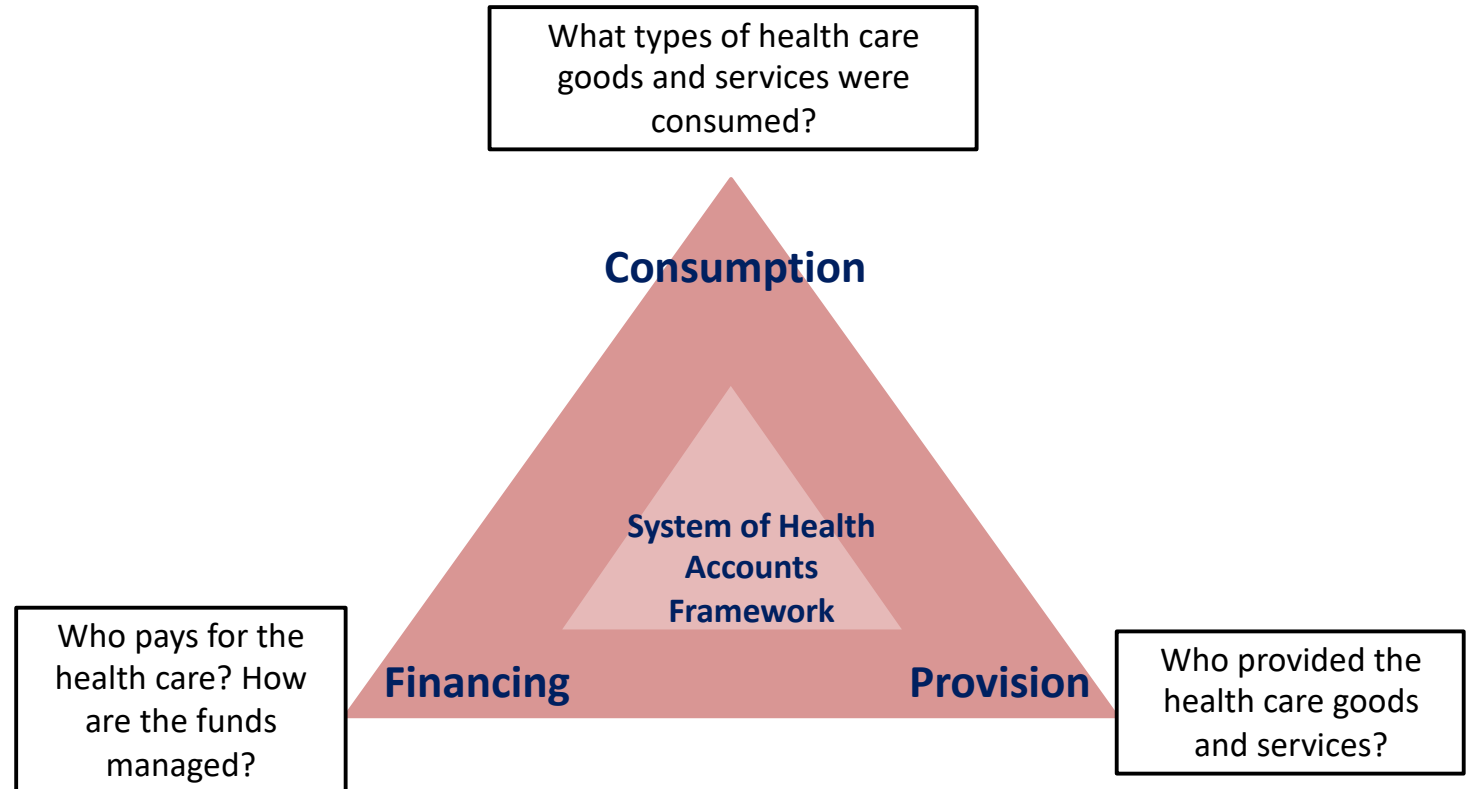 What types of health care
goods and services were
consumed?
Consumption
System of Health
Accounts
Framework
Who pays for the
health care? How
are the funds
managed?
Financing
Provision
Who provided the
health care goods
and services?